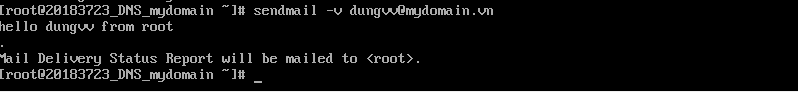 [root@20183723_DNS_mydomain ~]# sendmail -v dungvv@mydomain.vn
hello dungvv from root
.
Mail Delivery Status Report will be mailed to <root>.
[root@20183723_DNS_mydomain ~]# _